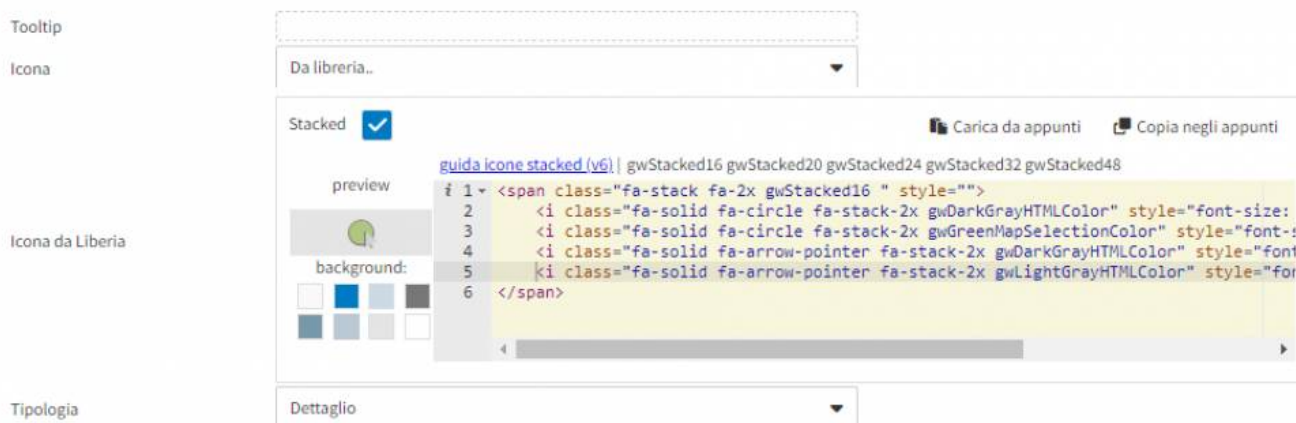 Tooltip
Icona
Da libreria..
Stacked
Carica da appunti
Copia negli appunti
guida icone stacked (v6) | gwStacked16 gwStacked20 gwStacked24 gwStacked32 gwStacked48
preview
Icona da Liberia
background:
i 1 <span class="fa-stack fa-2x gwStacked16 " style="">
2 <i class="fa-solid fa-circle fa-stack-2x gwDarkGrayHTMLColor" style="font-size:
3 <i class="fa-solid fa-circle fa-stack-2x gwGreenMapSelectionColor" style="font-s
4 <i class="fa-solid fa-arrow-pointer fa-stack-2x gwDarkGrayHTMLColor" style="font
5 <i class="fa-solid fa-arrow-pointer fa-stack-2x gwLightGrayHTMLColor" style="fon
6 </span>
Tipologia
Dettaglio